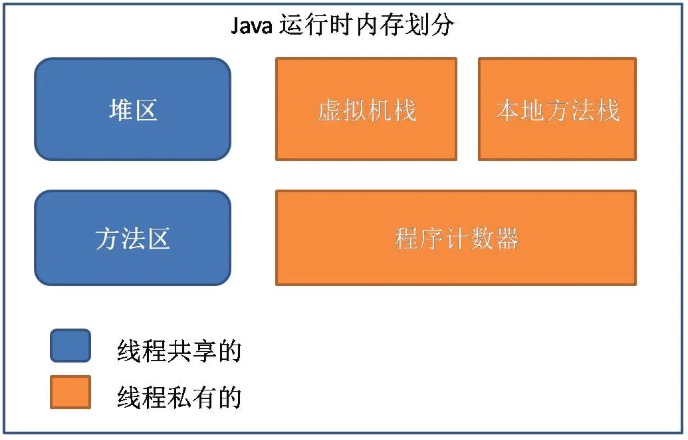 Java 运行时内存划分
堆区
虚拟机栈
本地方法栈
方法区
程序计数器
线程共享的
线程私有的